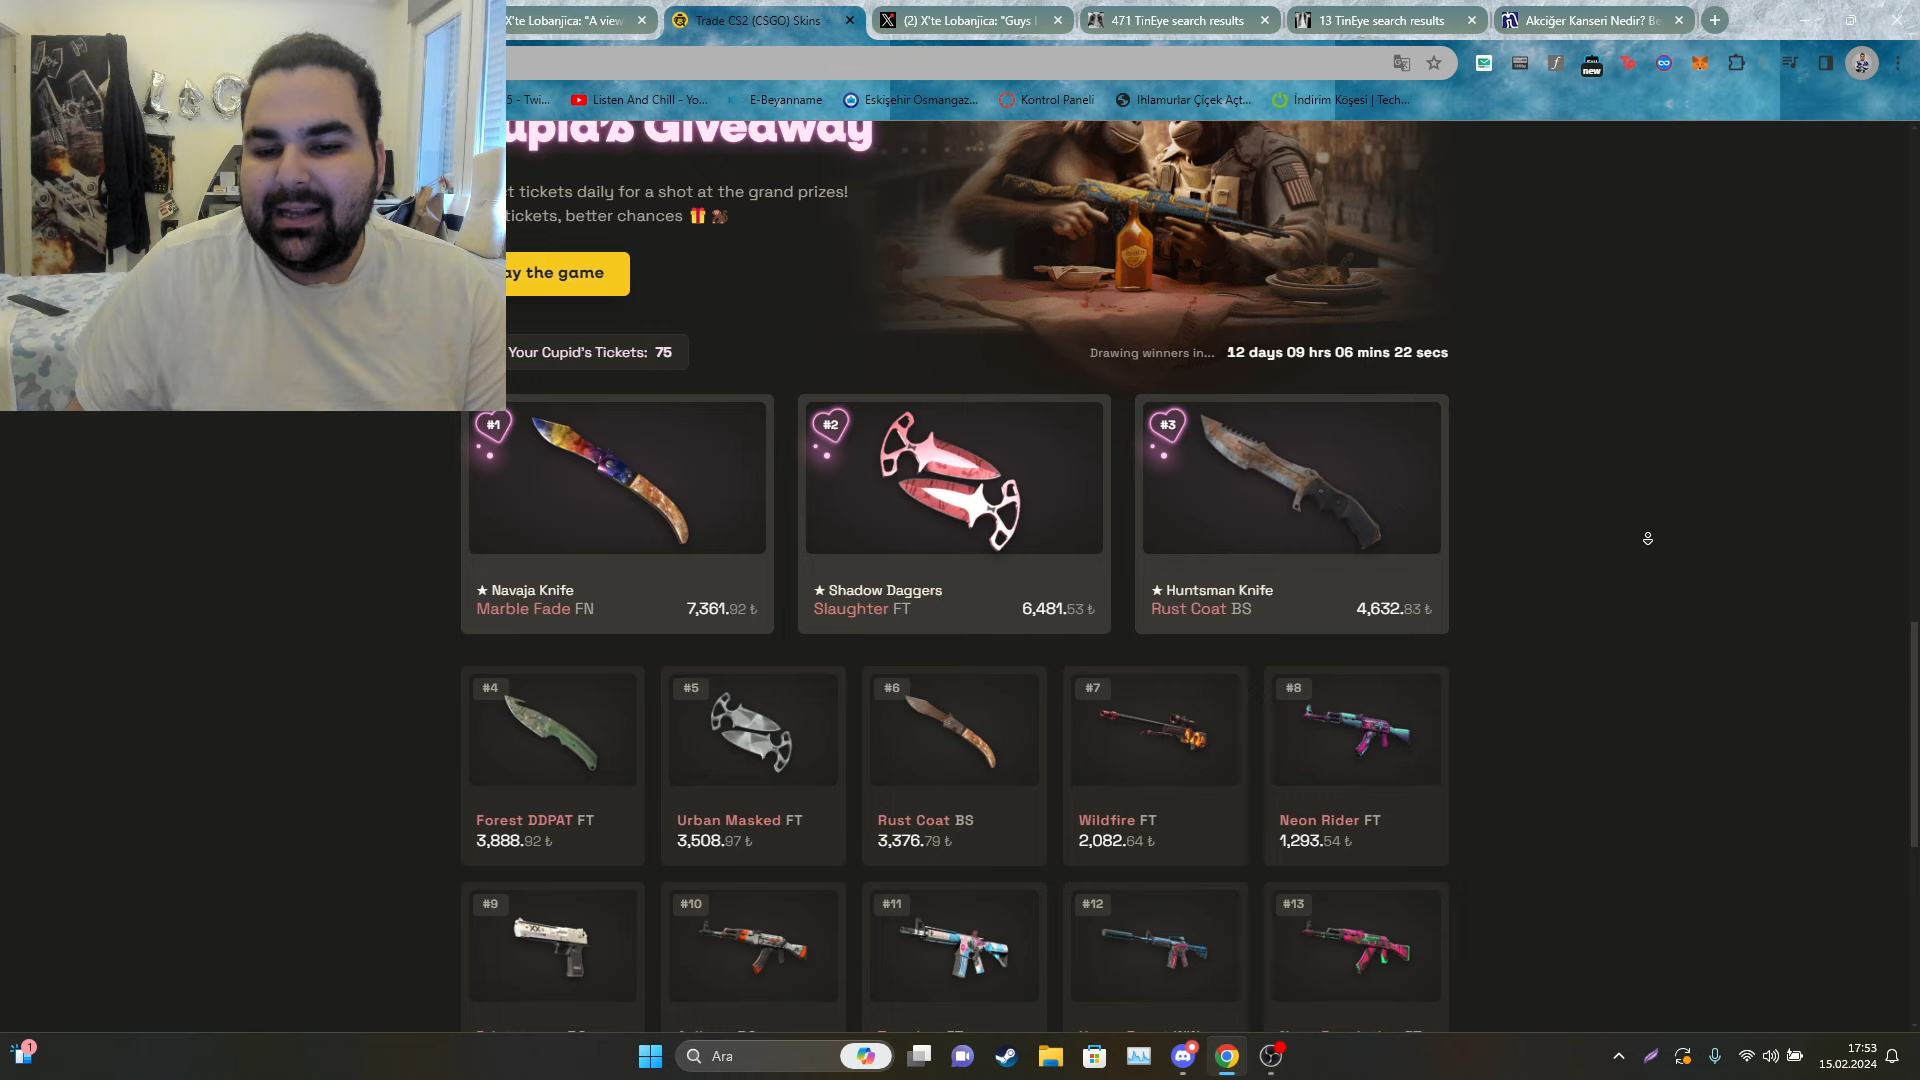 X'te Lobanjica: "A view
Trade CS2 (CSGO) Skins
(2) X'te Lobanjica: "Guys
471 TinEye search results
13 TinEye search results
Akciğer Kanseri Nedir? Be
new
5 - Twi...
Listen And Chill - Yo...
E-Beyanname
Eskişehir Osmangaz...
Kontrol Paneli
Ihlamurlar Çiçek Açt...
İndirim Köşesi | Tech...
upid's Giveaway
t tickets daily for a shot at the grand prizes!
tickets, better chances
ay the game
Your Cupid's Tickets: 75
Drawing winners in... 12 days 09 hrs 06 mins 22 secs
#1
#2
#3
★ Navaja Knife
Marble Fade FN 7,361.92 ₺
★ Shadow Daggers
Slaughter FT 6,481.53 ₺
★ Huntsman Knife
Rust Coat BS 4,632.83 ₺
#4
#5
#6
#7
#8
Forest DDPAT FT
3,888.92 ₺
Urban Masked FT
3,508.97 ₺
Rust Coat BS
3,376.79 ₺
Wildfire FT
2,082.64 ₺
Neon Rider FT
1,293.54 ₺
#9
#10
#11
#12
#13
1
Ara
17:53
15.02.2024